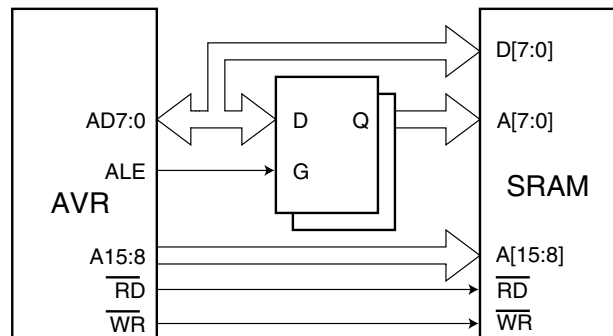 D[7:0]
AD7:0
D
Q
A[7:0]
ALE
G
AVR
SRAM
A15:8
A[15:8]
RD
RD
WR
WR